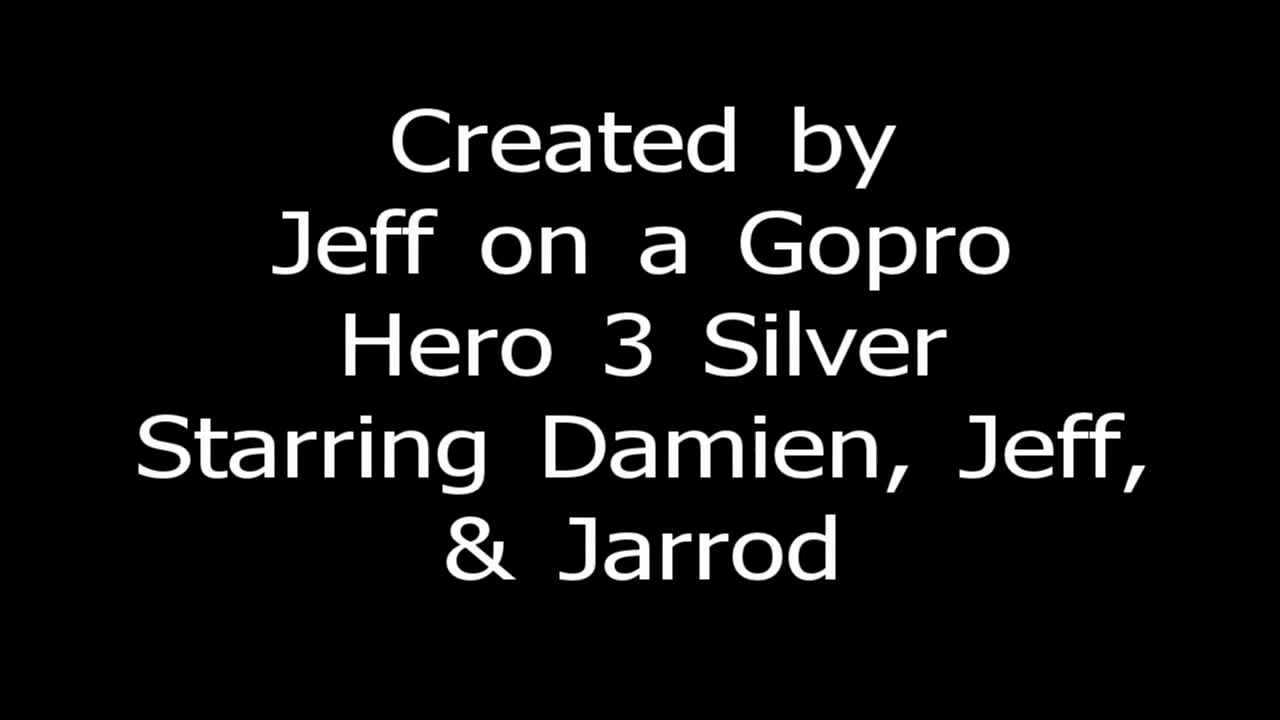 Created by
Jeff on a Gopro
Hero 3 Silver
Starring Damien, Jeff,
& Jarrod